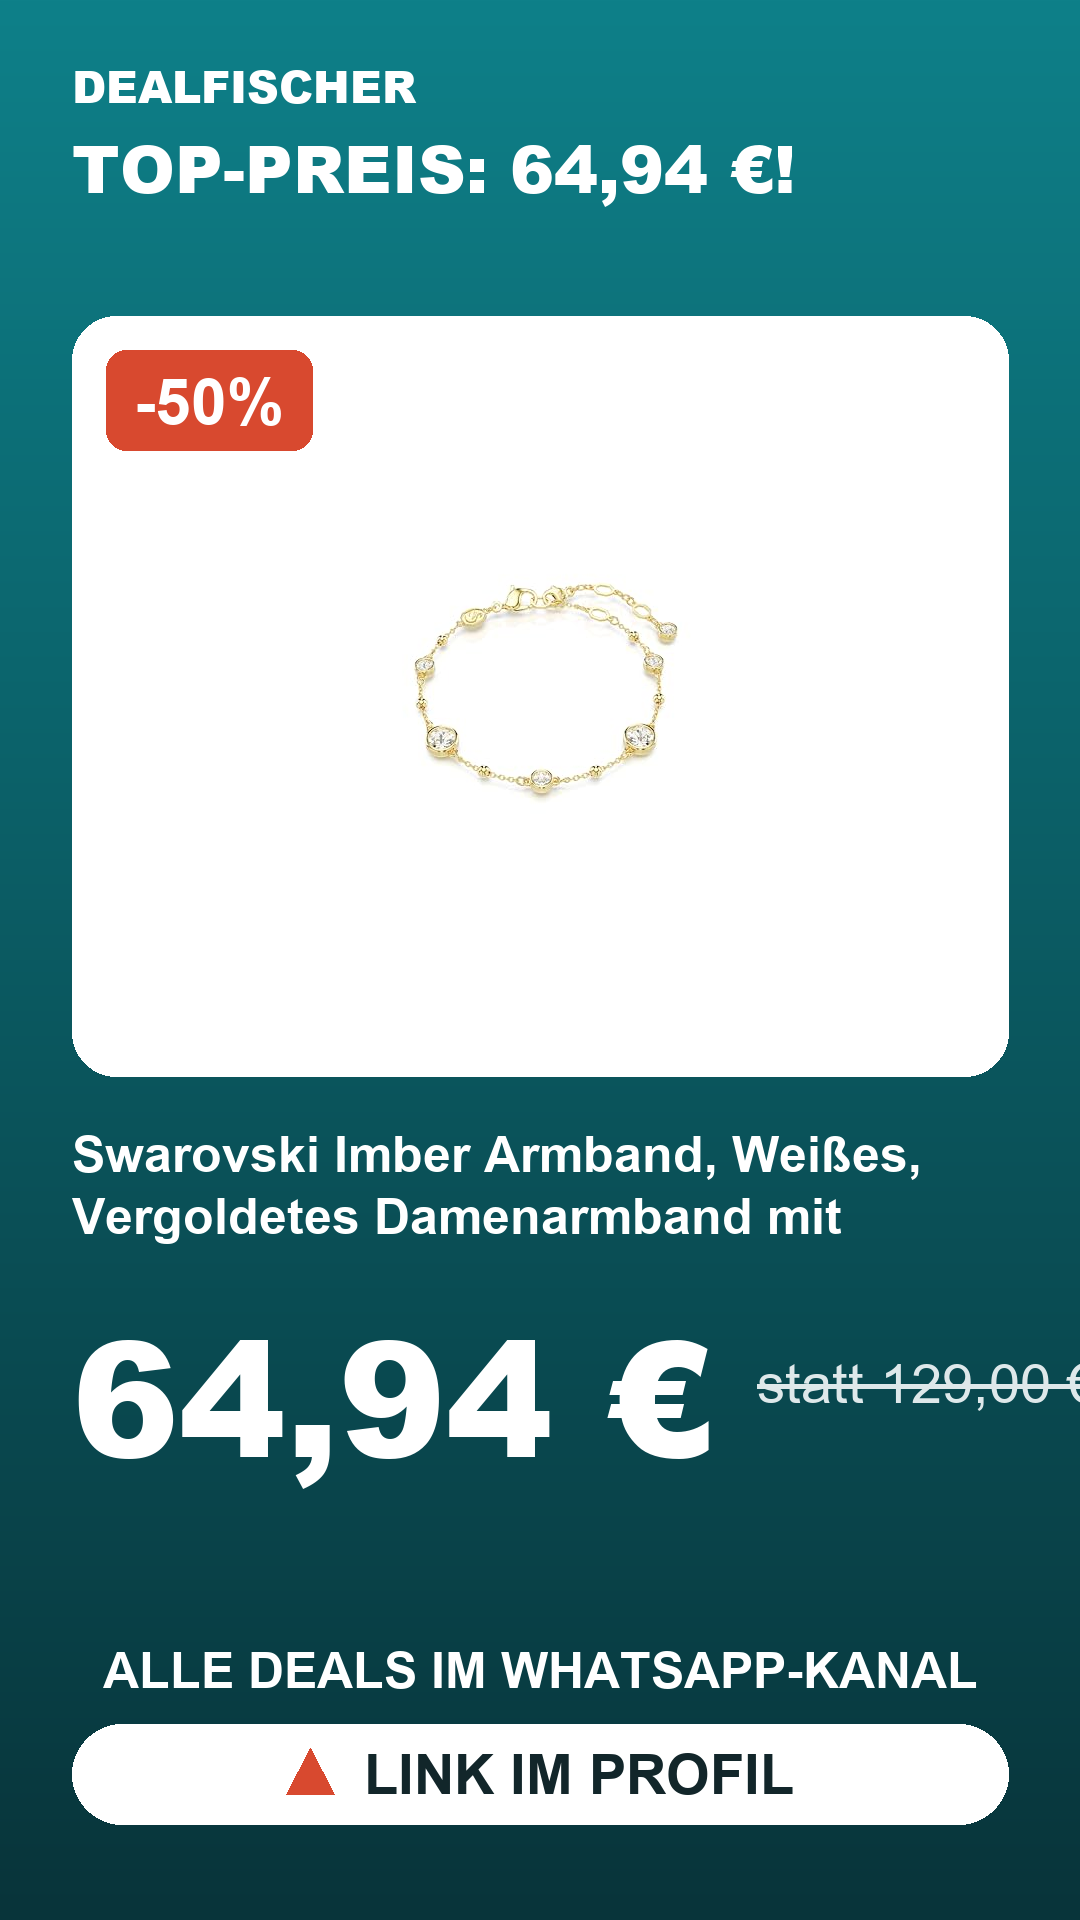 DEALFISCHER
TOP-PREIS: 64,94 €!
-50%
Swarovski Imber Armband, Weißes,
Vergoldetes Damenarmband mit
64,94 €
statt 129,00 €
ALLE DEALS IM WHATSAPP-KANAL
LINK IM PROFIL